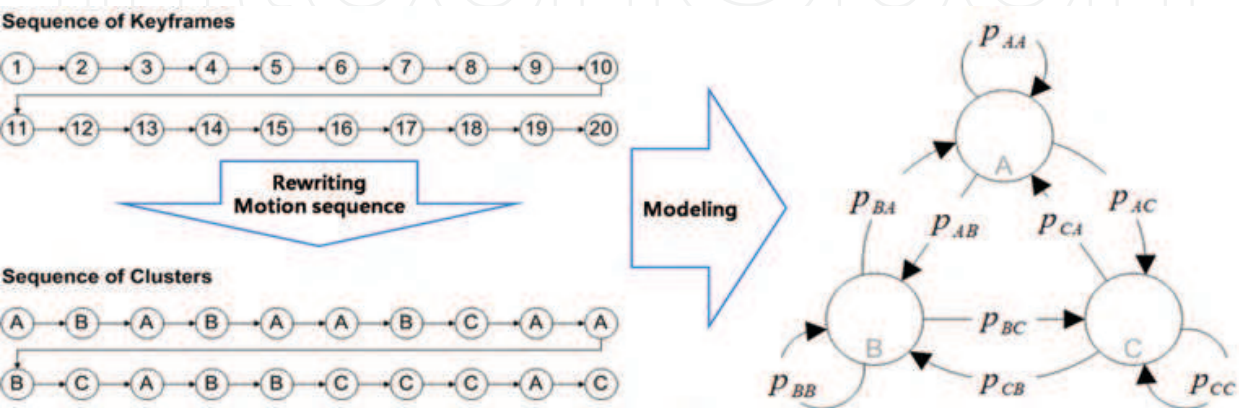 Sequence of Keyframes
1 2 3 4 5 6 7 8 9 10
11 12 13 14 15 16 17 18 19 20
Rewriting
Motion sequence
Sequence of Clusters
A B A B A A B C A A
B C A B B C C C A C
Modeling
p_AA
A
p_BA
p_AB
p_CA
p_AC
B
p_BC
C
p_BB
p_CB
p_CC